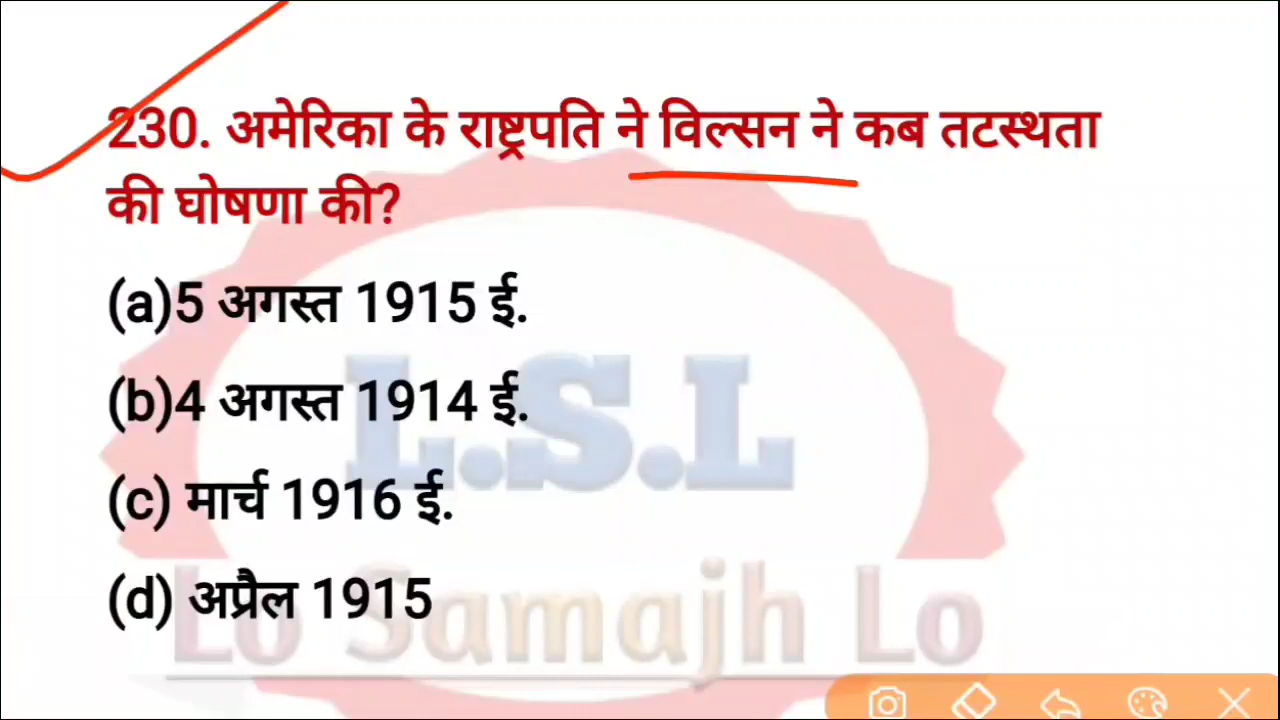 230. अमेरिका के राष्ट्रपति ने विल्सन ने कब तटस्थता
की घोषणा की?
(a)5 अगस्त 1915 ई.
(b)4 अगस्त 1914 ई.
(c) मार्च 1916 ई.
(d) अप्रैल 1915
L.S.L
Lo Samajh Lo